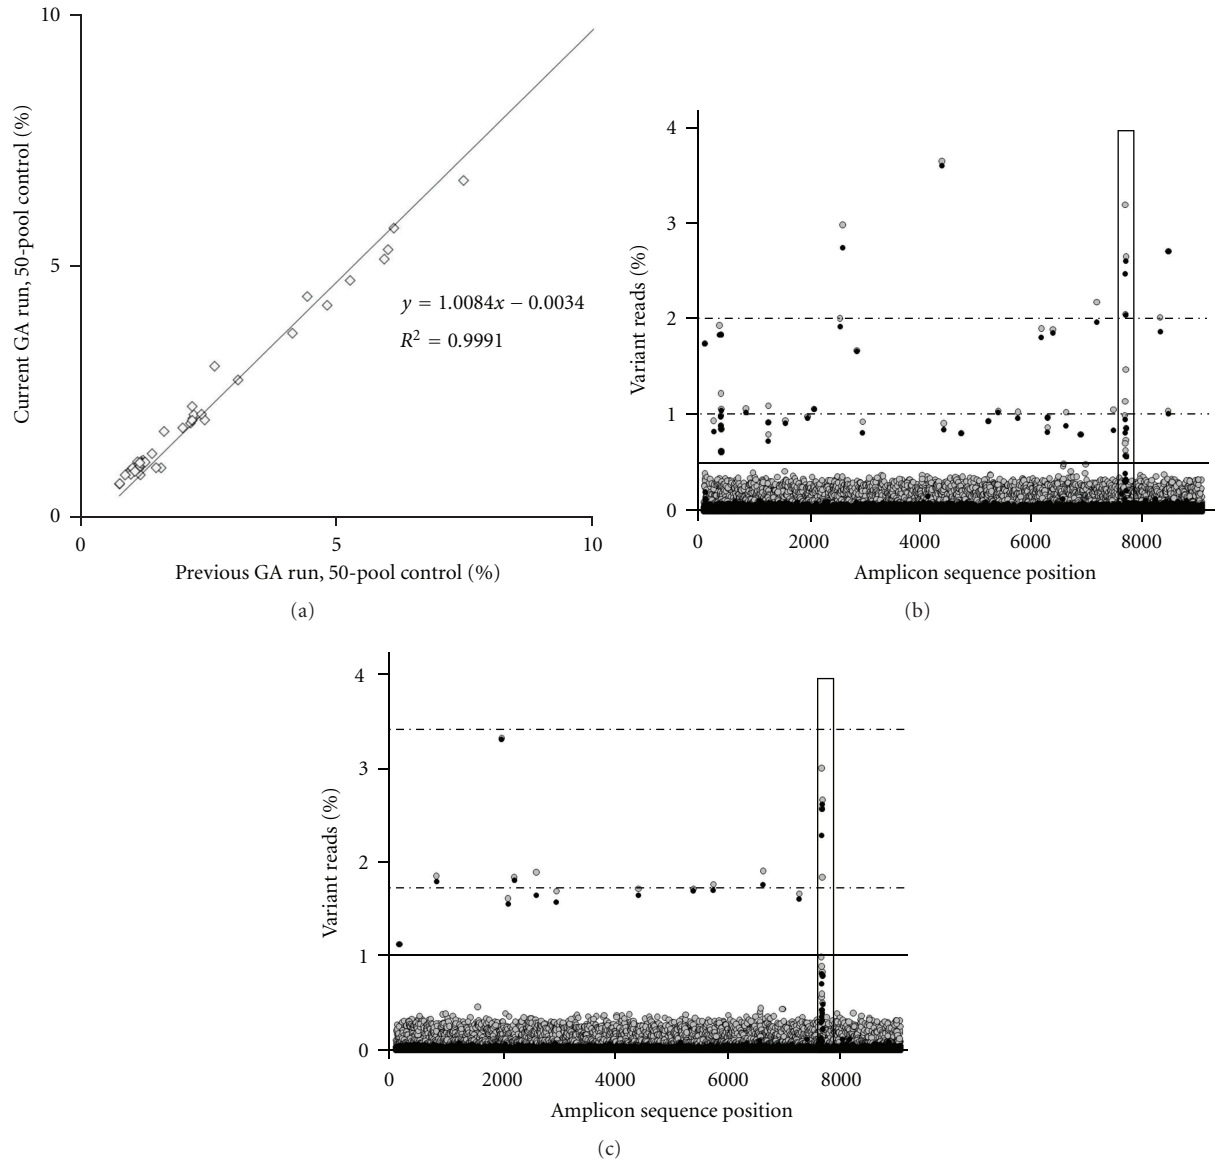 10
5
0
0
5
10
Current GA run, 50-pool control (%)
y = 1.0084x − 0.0034
R² = 0.9991
Previous GA run, 50-pool control (%)
(a)
4
3
2
1
0
0
2000
4000
6000
8000
Variant reads (%)
Amplicon sequence position
(b)
4
3
2
1
0
0
2000
4000
6000
8000
Variant reads (%)
Amplicon sequence position
(c)